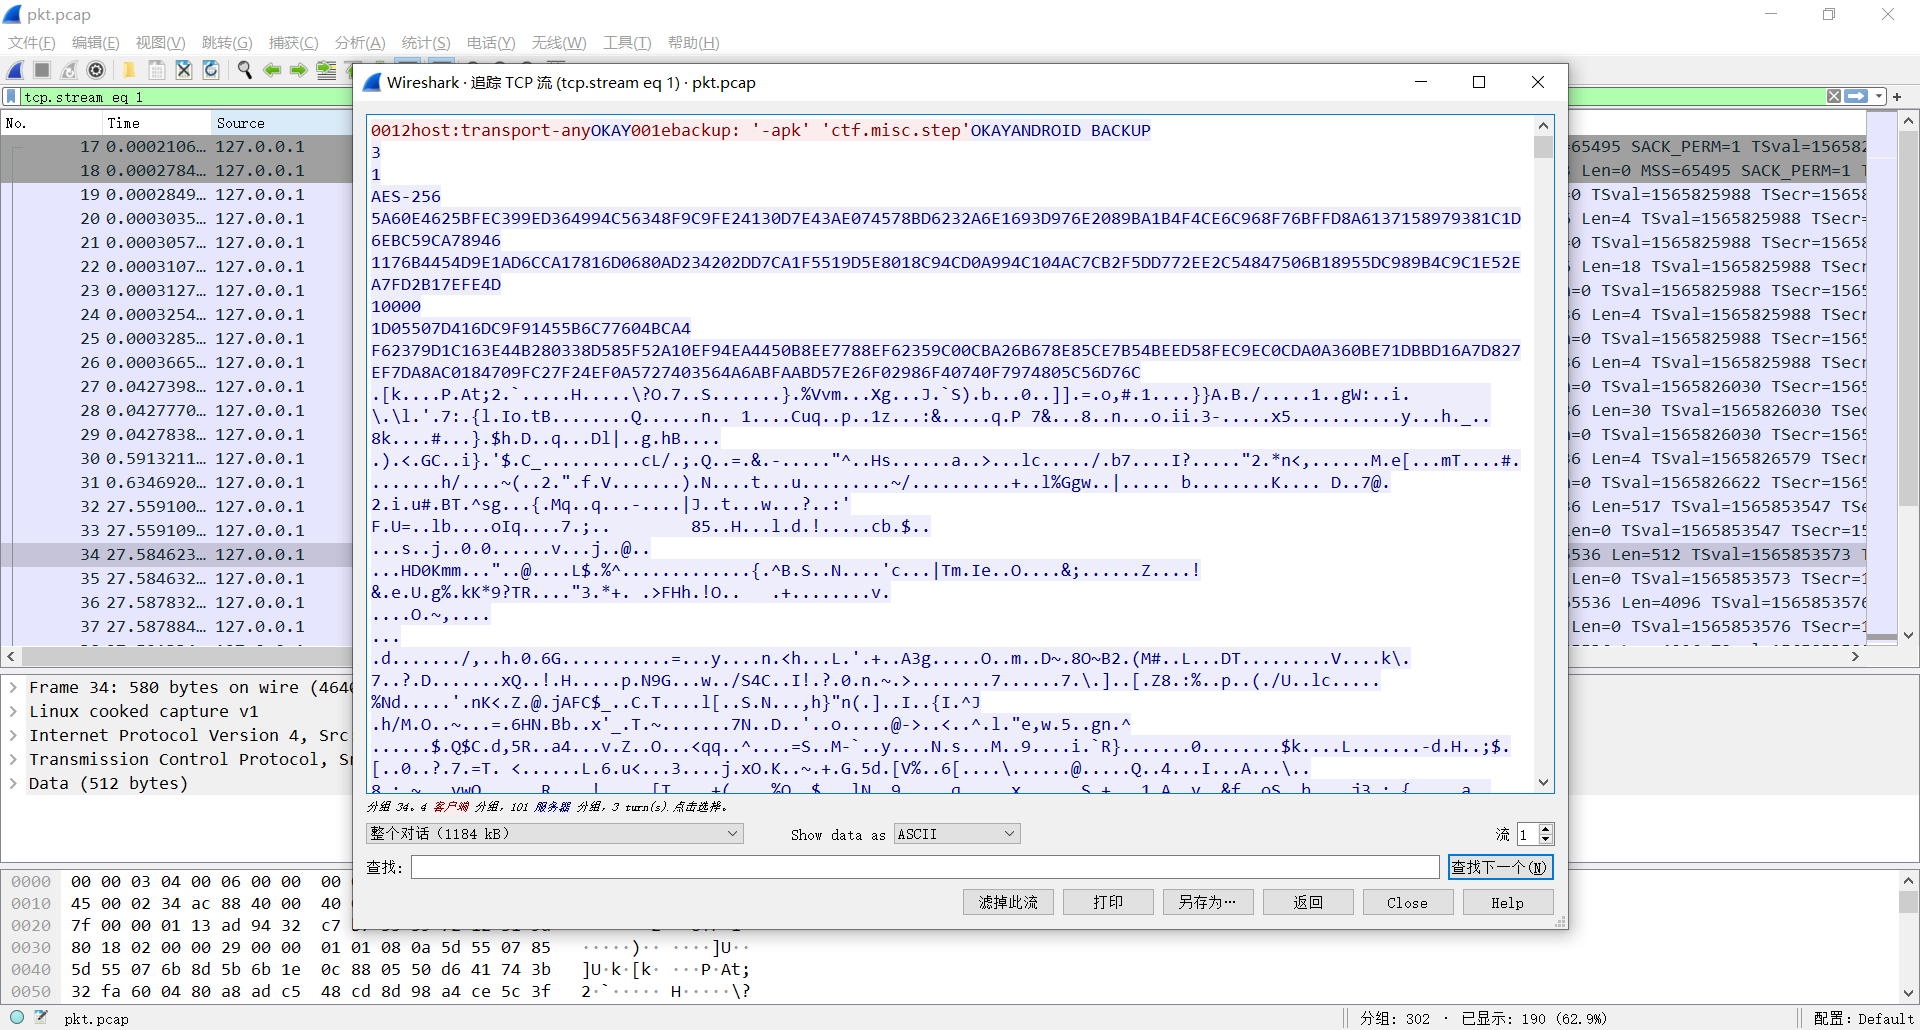 pkt.pcap
文件(F) 编辑(E) 视图(V) 跳转(G) 捕获(C) 分析(A) 统计(S) 电话(Y) 无线(W) 工具(T) 帮助(H)
tcp.stream eq 1
No. Time Source
17 0.0002106… 127.0.0.1
18 0.0002784… 127.0.0.1
19 0.0002849… 127.0.0.1
20 0.0003035… 127.0.0.1
21 0.0003057… 127.0.0.1
22 0.0003107… 127.0.0.1
23 0.0003127… 127.0.0.1
24 0.0003254… 127.0.0.1
25 0.0003285… 127.0.0.1
26 0.0003665… 127.0.0.1
27 0.0427398… 127.0.0.1
28 0.0427770… 127.0.0.1
29 0.0427838… 127.0.0.1
30 0.5913211… 127.0.0.1
31 0.6346920… 127.0.0.1
32 27.559100… 127.0.0.1
33 27.559109… 127.0.0.1
34 27.584623… 127.0.0.1
35 27.584632… 127.0.0.1
36 27.587832… 127.0.0.1
37 27.587884… 127.0.0.1
=65495 SACK_PERM=1 TSval=156582
Len=0 MSS=65495 SACK_PERM=1 T
=0 TSval=1565825988 TSecr=1565
Len=4 TSval=1565825988 TSecr=
=0 TSval=1565825988 TSecr=1565
Len=18 TSval=1565825988 TSecr
=0 TSval=1565825988 TSecr=1565
Len=4 TSval=1565825988 TSecr=
=0 TSval=1565825988 TSecr=1565
Len=4 TSval=1565825988 TSecr=
=0 TSval=1565826030 TSecr=1565
Len=30 TSval=1565826030 TSecr
=0 TSval=1565826030 TSecr=1565
Len=4 TSval=1565826579 TSecr=
=0 TSval=1565826622 TSecr=1565
Len=517 TSval=1565853547 TSec
Len=0 TSval=1565853547 TSecr=15
5536 Len=512 TSval=1565853573 T
Len=0 TSval=1565853573 TSecr=1
5536 Len=4096 TSval=1565853576
Len=0 TSval=1565853576 TSecr=1
Frame 34: 580 bytes on wire (4640
Linux cooked capture v1
Internet Protocol Version 4, Src
Transmission Control Protocol, Sr
Data (512 bytes)
0000 00 00 03 04 00 06 00 00 00
0010 45 00 02 34 ac 88 40 00 40
0020 7f 00 00 01 13 ad 94 32 c7
0030 80 18 02 00 00 29 00 00 01 01 08 0a 5d 55 07 85 ·····)·· ····]U··
0040 5d 55 07 6b 8d 5b 6b 1e 0c 88 05 50 d6 41 74 3b ]U·k·[k· ···P·At;
0050 32 fa 60 04 80 a8 ad c5 48 cd 8d 98 a4 ce 5c 3f 2·`····· H·····\?
pkt.pcap
分组: 302 · 已显示: 190 (62.9%)
配置: Default
Wireshark · 追踪 TCP 流 (tcp.stream eq 1) · pkt.pcap
0012host:transport-anyOKAY001ebackup: '-apk' 'ctf.misc.step'OKAYANDROID BACKUP
3
1
AES-256
5A60E4625BFEC399ED364994C56348F9C9FE24130D7E43AE074578BD6232A6E1693D976E2089BA1B4F4CE6C968F76BFFD8A6137158979381C1D
6EBC59CA78946
1176B4454D9E1AD6CCA17816D0680AD234202DD7CA1F5519D5E8018C94CD0A994C104AC7CB2F5DD772EE2C54847506B18955DC989B4C9C1E52E
A7FD2B17EFE4D
10000
1D05507D416DC9F91455B6C77604BCA4
F62379D1C163E44B280338D585F52A10EF94EA4450B8EE7788EF62359C00CBA26B678E85CE7B54BEED58FEC9EC0CDA0A360BE71DBBD16A7D827
EF7DA8AC0184709FC27F24EF0A5727403564A6ABFAABD57E26F02986F40740F7974805C56D76C
.[k....P.At;2.`.....H.....\?O.7..S.......}.%Vvm...Xg...J.`S).b...0..]].=.o,#.1....}}A.B./.....1..gW:..i.
\.\l.'.7:.{l.Io.tB........Q......n.. 1....Cuq..p..1z...:&.....q.P 7&...8..n...o.ii.3-.....x5...........y...h._..
8k....#...}.$h.D..q...Dl|..g.hB....
.).<.GC..i}.'$.C_..........cL/.;.Q..=.&.-....."^..Hs......a..>...lc...../.b7....I?....."2.*n<,......M.e[...mT....#.
.......h/....~(..2.".f.V.......).N....t...u.........~/..........+..l%Ggw..|..... b........K.... D..7@.
2.i.u#.BT.^sg...{.Mq..q...-....|J..t...w...?..:'
F.U=..lb....oIq....7.;.. 85..H...l.d.!.....cb.$..
...s..j..0.0......v...j..@..
...HD0Kmm..."..@....L$.%^.............{.^B.S..N....'c...|Tm.Ie..O....&;......Z....!
&.e.U.g%.kK*9?TR...."3.*+. .>FHh.!O.. .+........v.
....O.~,....
...
.d......./,..h.0.6G...........=...y....n.<h...L.'.+..A3g.....O..m..D~.8O~B2.(M#..L...DT.........V....k\.
7..?.D.......xQ..!.H.....p.N9G...w../S4C..I!.?.0.n.~.>........7......7.\.]..[.Z8.:%..p..(./U..lc.....
%Nd.....'.nK<.Z.@.jAFC$_..C.T....l[..S.N...,h}"n(.]..I..{I.^J
.h/M.O..~...=.6HN.Bb..x'_.T.~.......7N..D..'..o.....@->..<..^.l."e,w.5..gn.^
......$.Q$C.d,5R..a4...v.Z..O...<qq..^....=S..M-`..y....N.s...M..9....i.`R}.......0........$k....L.......-d.H..;$.
[..0..?.7.=T. <......L.6.u<...3....j.xO.K..~.+.G.5d.[V%..6[....\......@.....Q..4...I...A...\..
分组 34。4 客户端 分组, 101 服务器 分组, 3 turn(s). 点击选择。
整个对话 (1184 kB) Show data as ASCII 流 1
查找: 查找下一个(N)
滤掉此流 打印 另存为… 返回 Close Help